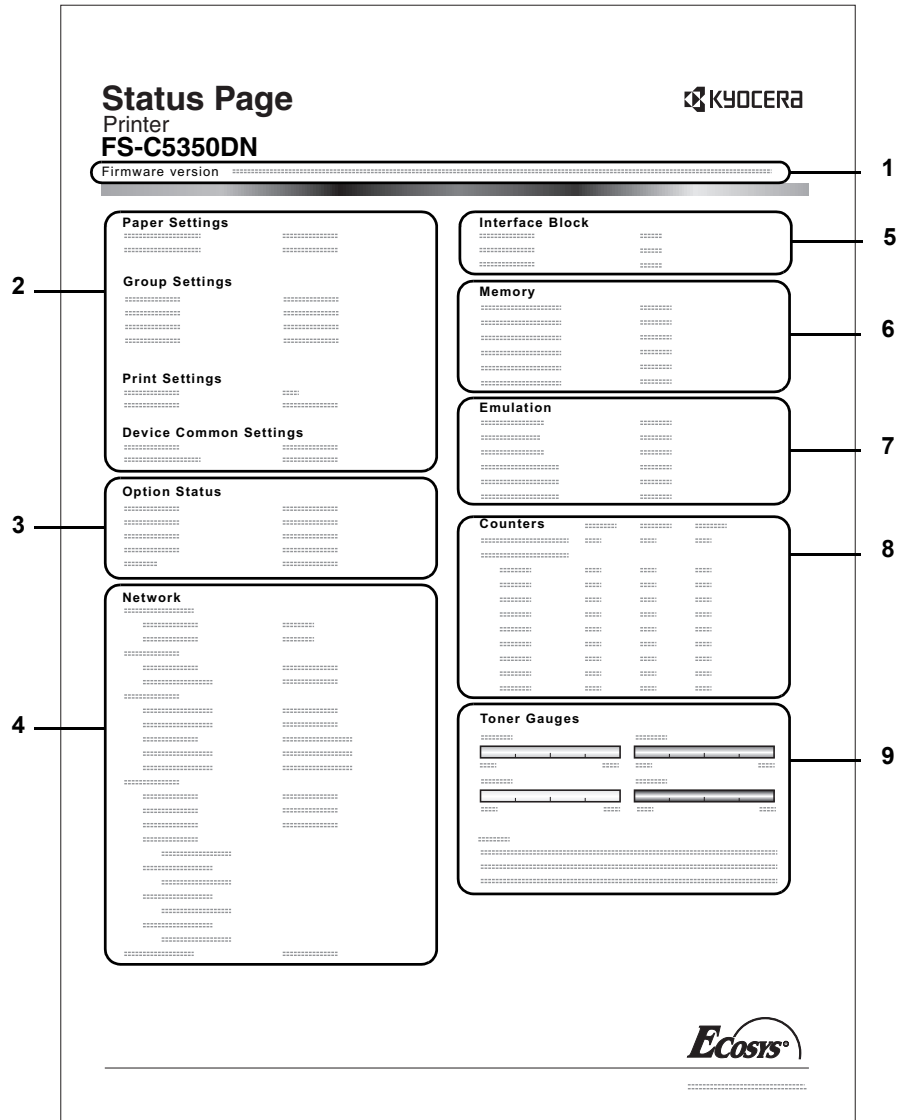 Status Page
KYOCERA
Printer
FS-C5350DN
Firmware version
1
Paper Settings
Group Settings
Print Settings
Device Common Settings
2
Option Status
3
Network
4
Interface Block
5
Memory
6
Emulation
7
Counters
8
Toner Gauges
9
ECOSYS